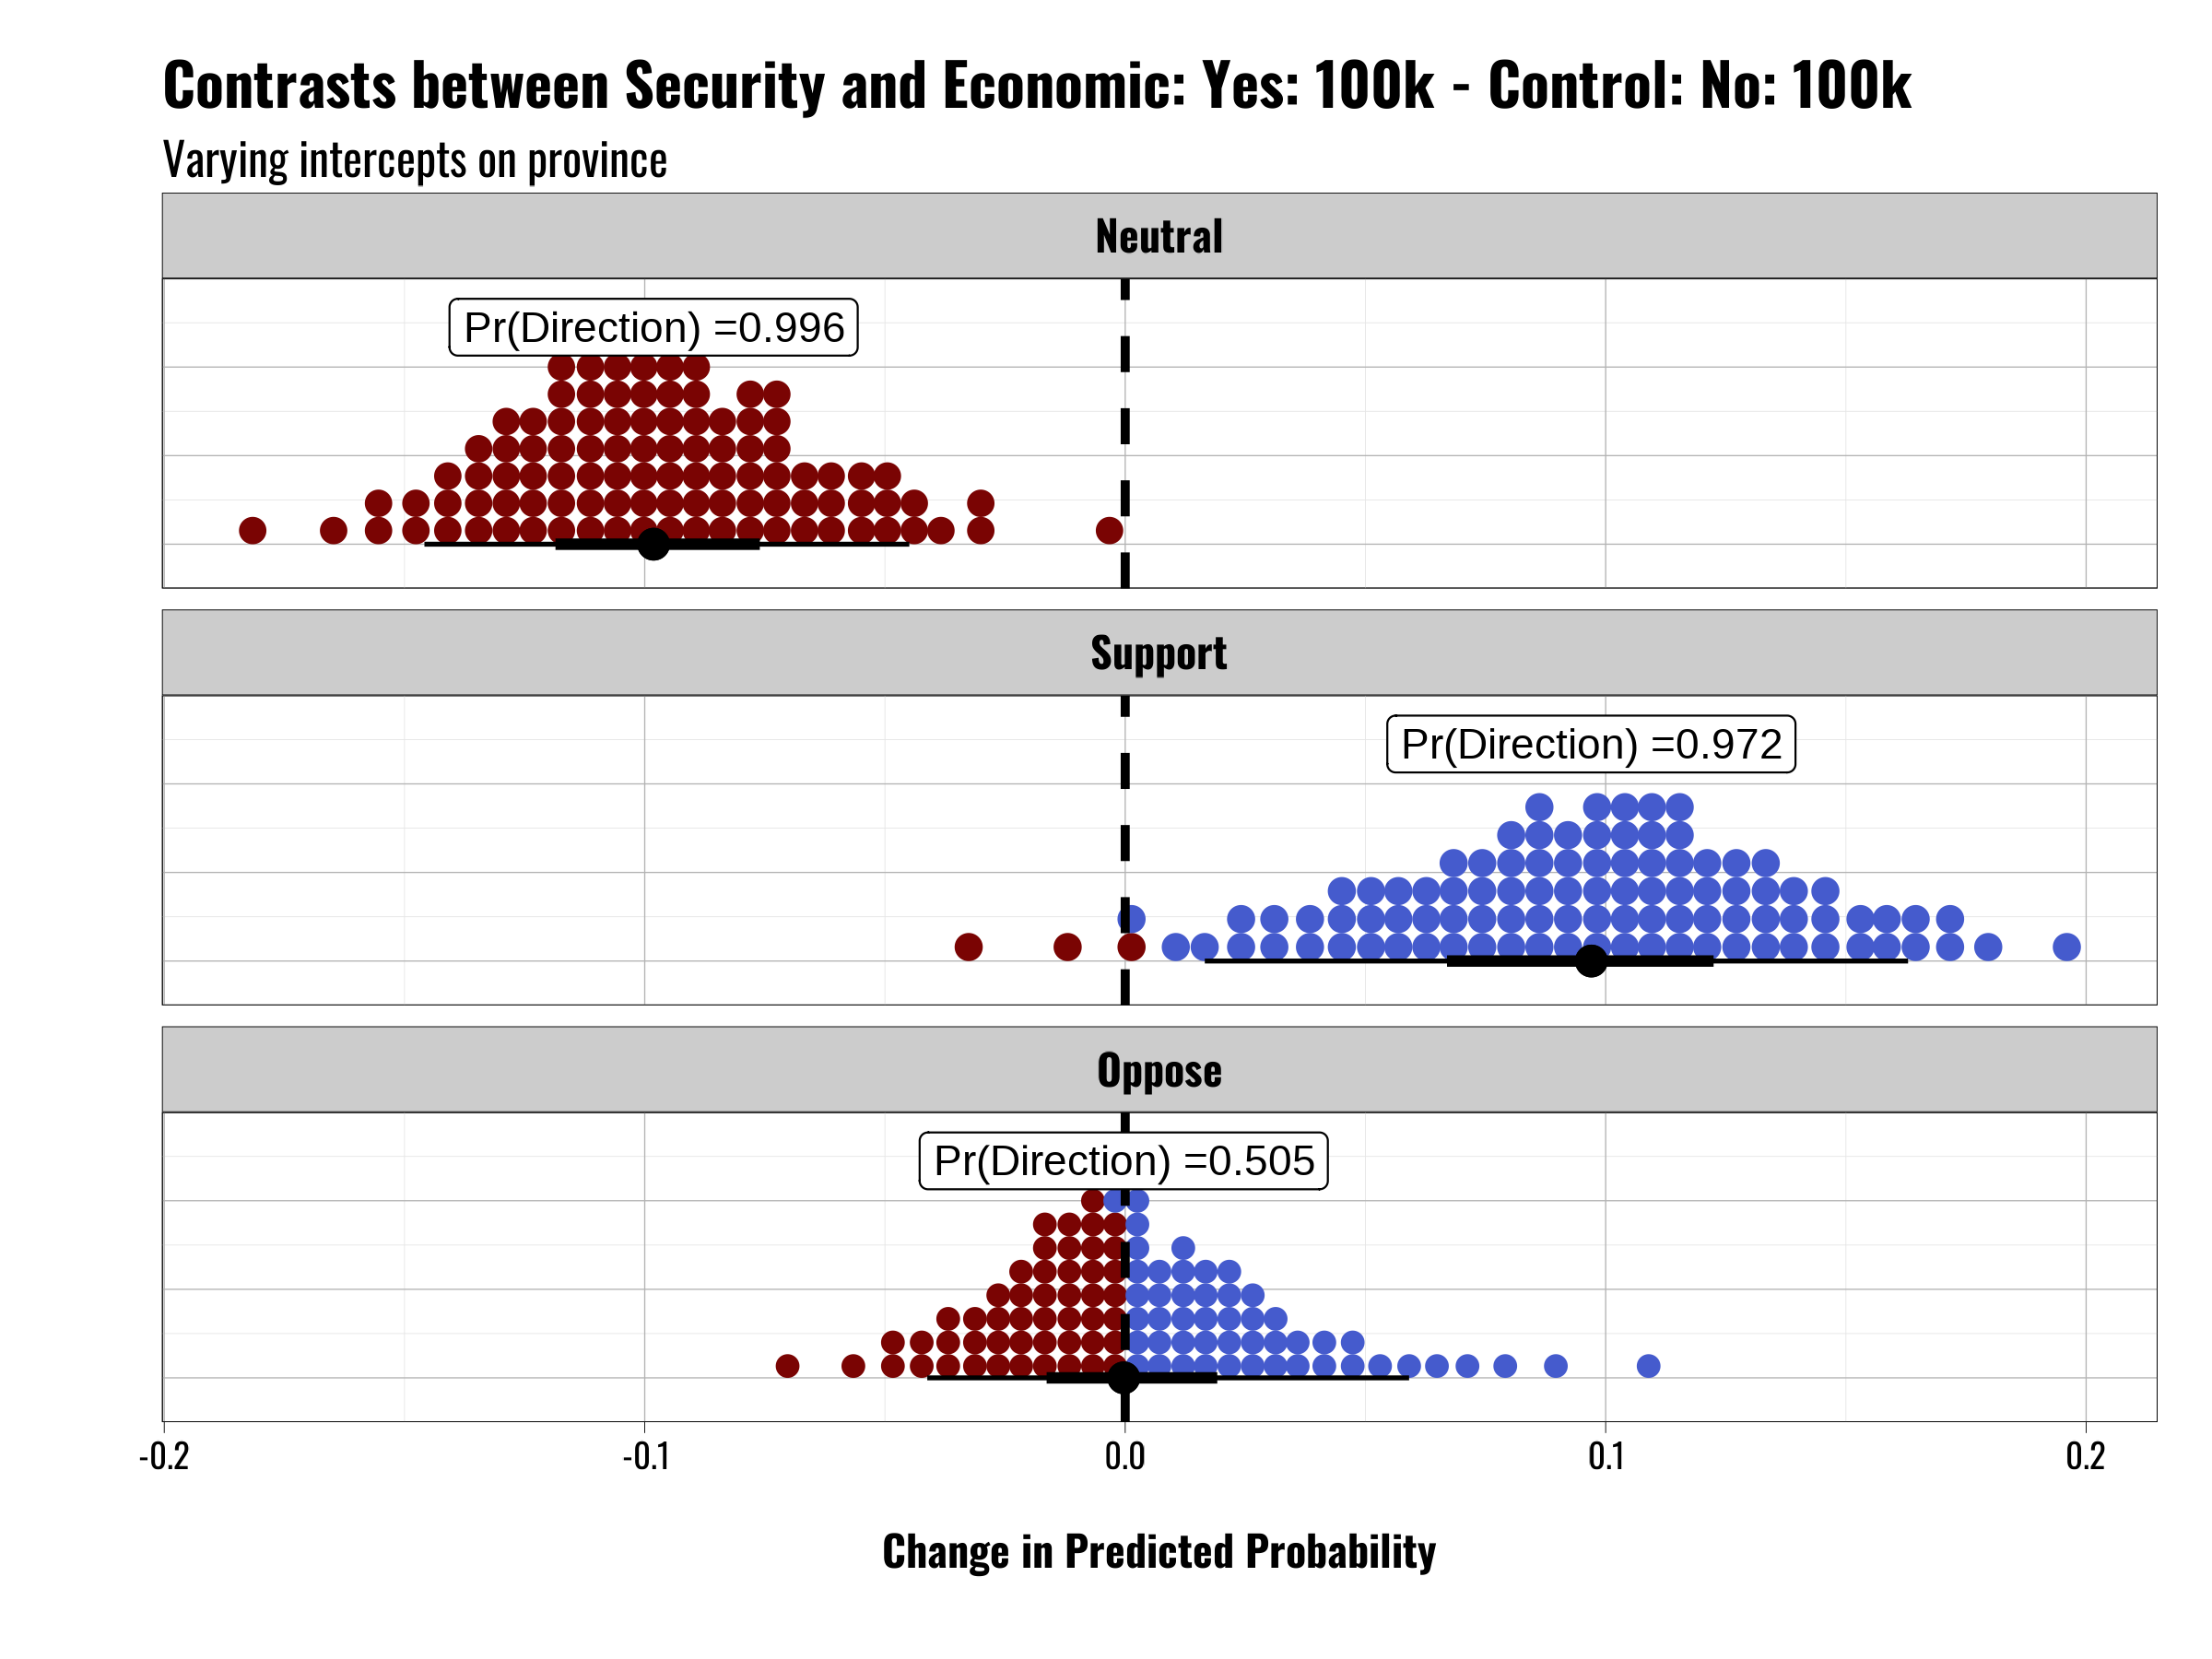 Contrasts between Security and Economic: Yes: 100k - Control: No: 100k
Varying intercepts on province
Neutral
Pr(Direction) =0.996
Support
Pr(Direction) =0.972
Oppose
Pr(Direction) =0.505
-0.2 -0.1 0.0 0.1 0.2
Change in Predicted Probability